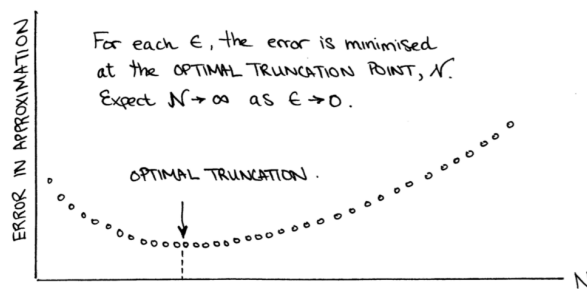 For each ϵ, the error is minimised
at the OPTIMAL TRUNCATION POINT, N.
Expect N → ∞ as ϵ → 0.
OPTIMAL TRUNCATION.
ERROR IN APPROXIMATION
N